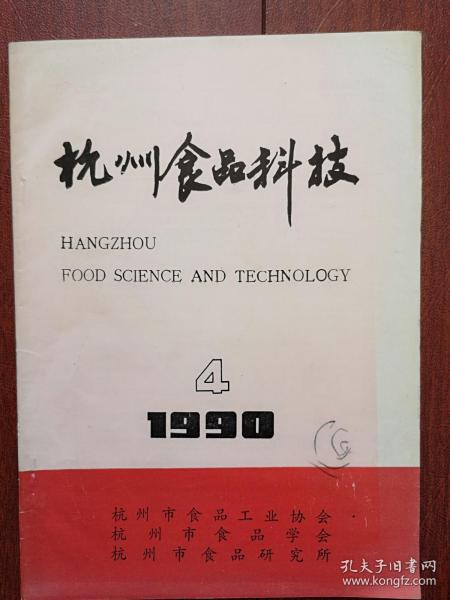 杭州食品科技
HANGZHOU
FOOD SCIENCE AND TECHNOLOGY
4
1990
杭州市食品工业协会
杭州市食品学会
杭州市食品研究所
孔夫子旧书网
www.kongfz.com